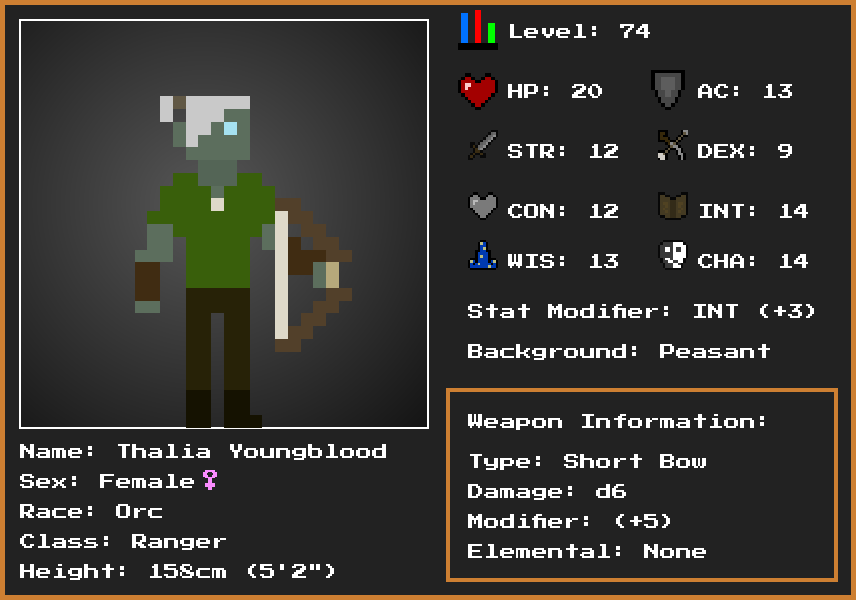 Level: 74
HP: 20 AC: 13
STR: 12 DEX: 9
CON: 12 INT: 14
WIS: 13 CHA: 14
Stat Modifier: INT (+3)
Background: Peasant
Weapon Information:
Type: Short Bow
Damage: d6
Modifier: (+5)
Elemental: None
Name: Thalia Youngblood
Sex: Female♀
Race: Orc
Class: Ranger
Height: 158cm (5'2")